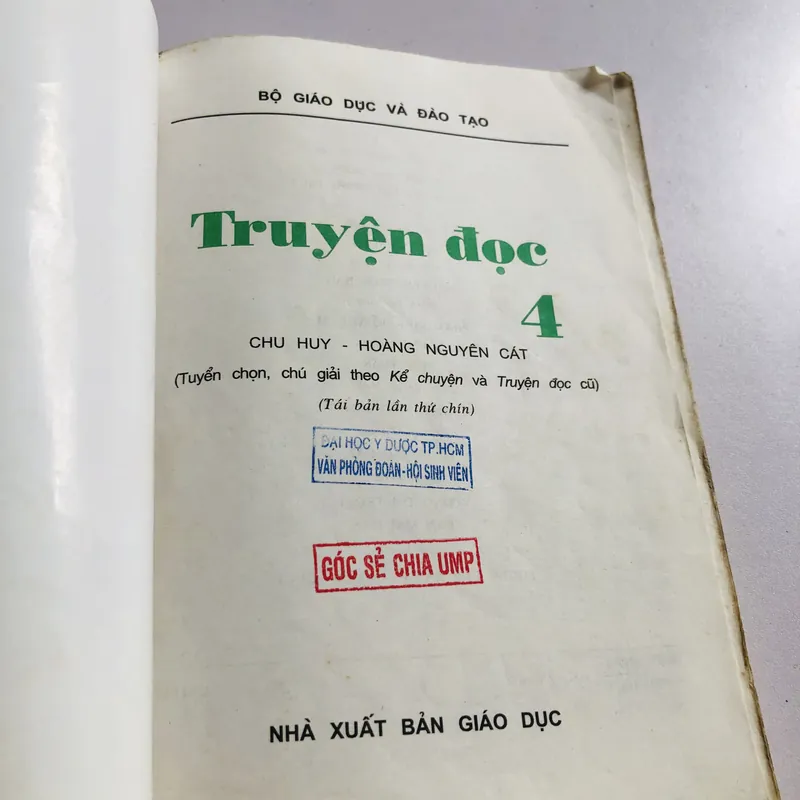 BỘ GIÁO DỤC VÀ ĐÀO TẠO
Truyện đọc
4
CHU HUY - HOÀNG NGUYÊN CÁT
(Tuyển chọn, chú giải theo Kể chuyện và Truyện đọc cũ)
(Tái bản lần thứ chín)
ĐẠI HỌC Y DƯỢC TP.HCM
VĂN PHÒNG ĐOÀN-HỘI SINH VIÊN
GÓC SẺ CHIA UMP
NHÀ XUẤT BẢN GIÁO DỤC